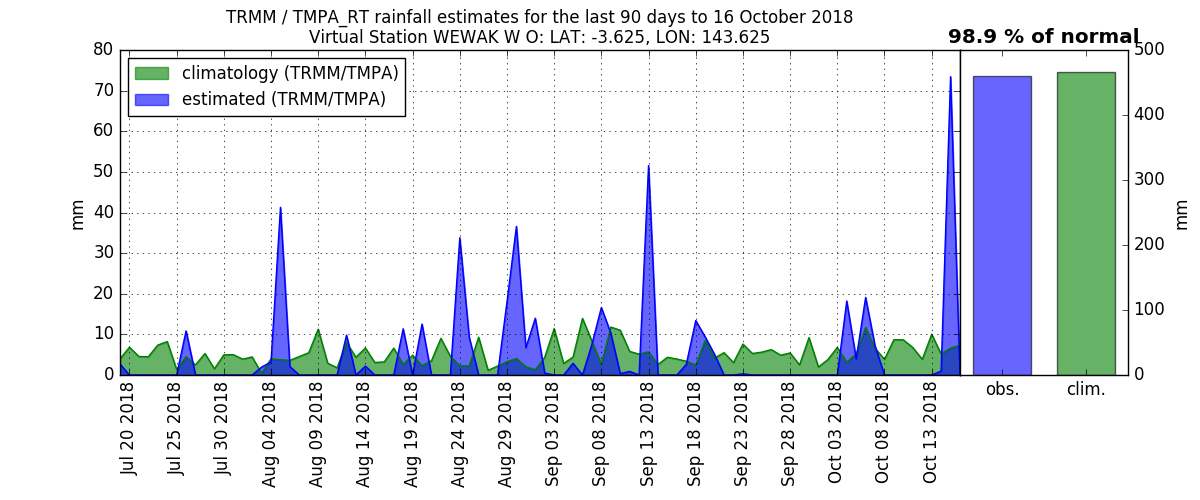 TRMM / TMPA_RT rainfall estimates for the last 90 days to 16 October 2018
Virtual Station WEWAK W O: LAT: -3.625, LON: 143.625
98.9 % of normal
climatology (TRMM/TMPA)
estimated (TRMM/TMPA)
80
70
60
50
40
30
20
10
0
mm
Jul 20 2018
Jul 25 2018
Jul 30 2018
Aug 04 2018
Aug 09 2018
Aug 14 2018
Aug 19 2018
Aug 24 2018
Aug 29 2018
Sep 03 2018
Sep 08 2018
Sep 13 2018
Sep 18 2018
Sep 23 2018
Sep 28 2018
Oct 03 2018
Oct 08 2018
Oct 13 2018
obs.
clim.
500
400
300
200
100
0
mm